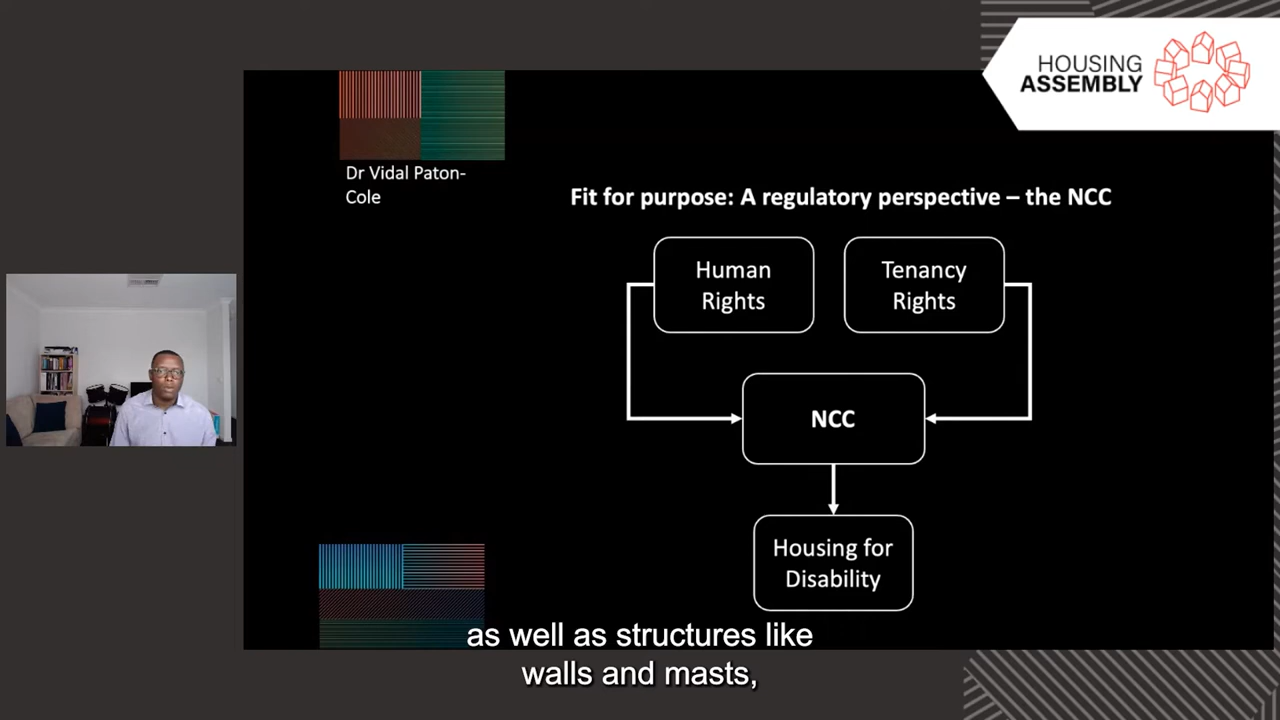 HOUSING
ASSEMBLY
Dr Vidal Paton-
Cole
Fit for purpose: A regulatory perspective – the NCC
Human
Rights
Tenancy
Rights
NCC
Housing for
Disability
as well as structures like
walls and masts,